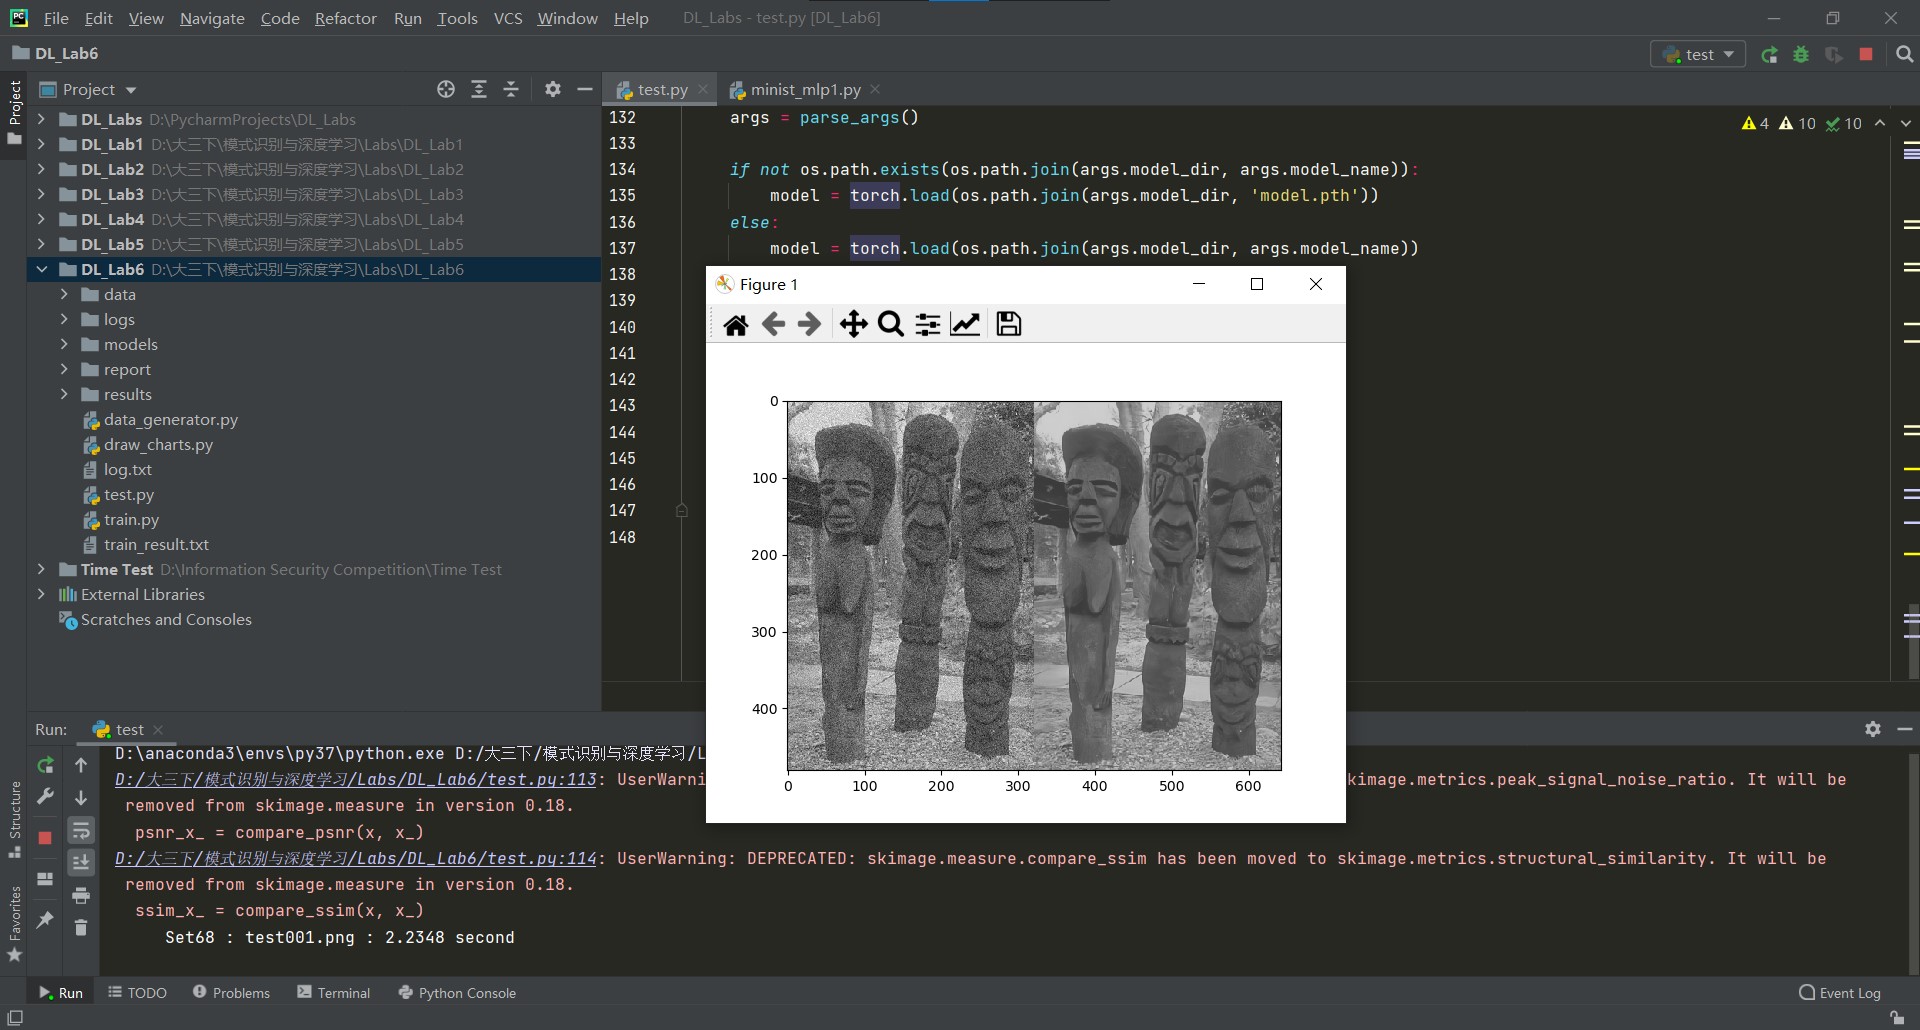 File Edit View Navigate Code Refactor Run Tools VCS Window Help DL_Labs - test.py [DL_Lab6]
DL_Lab6
test
Project
Project
test.py
minist_mlp1.py
DL_Labs D:\PycharmProjects\DL_Labs
DL_Lab1 D:\大三下\模式识别与深度学习\Labs\DL_Lab1
DL_Lab2 D:\大三下\模式识别与深度学习\Labs\DL_Lab2
DL_Lab3 D:\大三下\模式识别与深度学习\Labs\DL_Lab3
DL_Lab4 D:\大三下\模式识别与深度学习\Labs\DL_Lab4
DL_Lab5 D:\大三下\模式识别与深度学习\Labs\DL_Lab5
DL_Lab6 D:\大三下\模式识别与深度学习\Labs\DL_Lab6
data
logs
models
report
results
data_generator.py
draw_charts.py
log.txt
test.py
train.py
train_result.txt
Time Test D:\Information Security Competition\Time Test
External Libraries
Scratches and Consoles
4 10 10
132 args = parse_args()
133
134 if not os.path.exists(os.path.join(args.model_dir, args.model_name)):
135 model = torch.load(os.path.join(args.model_dir, 'model.pth'))
136 else:
137 model = torch.load(os.path.join(args.model_dir, args.model_name))
138
139
140
141
142
143
144
145
146
147
148
Figure 1
0
100
200
300
400
0 100 200 300 400 500 600
Run: test
D:\anaconda3\envs\py37\python.exe D:/大三下/模式识别与深度学习/L
D:/大三下/模式识别与深度学习/Labs/DL_Lab6/test.py:113: UserWarni skimage.metrics.peak_signal_noise_ratio. It will be
removed from skimage.measure in version 0.18.
psnr_x_ = compare_psnr(x, x_)
D:/大三下/模式识别与深度学习/Labs/DL_Lab6/test.py:114: UserWarning: DEPRECATED: skimage.measure.compare_ssim has been moved to skimage.metrics.structural_similarity. It will be
removed from skimage.measure in version 0.18.
ssim_x_ = compare_ssim(x, x_)
Set68 : test001.png : 2.2348 second
Structure
Favorites
Run TODO Problems Terminal Python Console Event Log